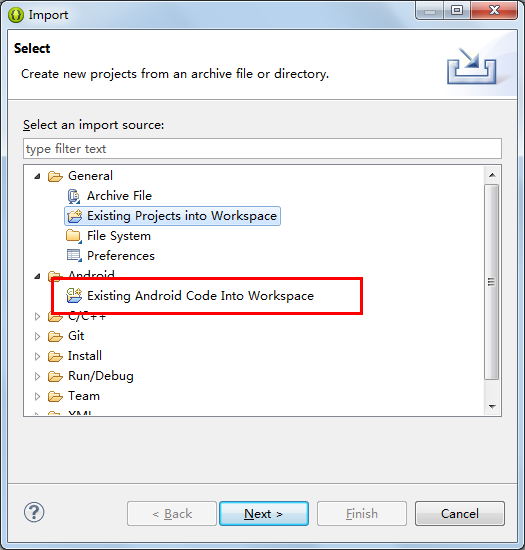 Import
Select
Create new projects from an archive file or directory.
Select an import source:
type filter text
General
Archive File
Existing Projects into Workspace
File System
Preferences
Android
Existing Android Code Into Workspace
C/C++
Git
Install
Run/Debug
Team
XML
?
< Back
Next >
Finish
Cancel